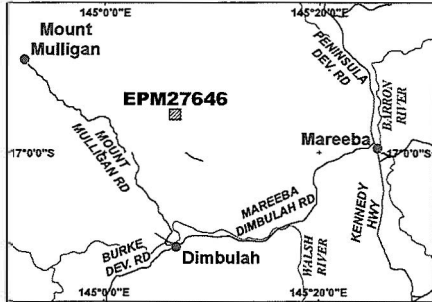 145°0'0"E
145°20'0"E
Mount
Mulligan
PENINSULA
DEV. RD
EPM27646
BARRON
RIVER
Mareeba
17°0'0"S
17°0'0"S
MOUNT
MULLIGAN RD
MAREEBA
DIMBULAH RD
KENNEDY
HWY
BURKE
DEV. RD
Dimbulah
WALSH
RIVER
145°0'0"E
145°20'0"E